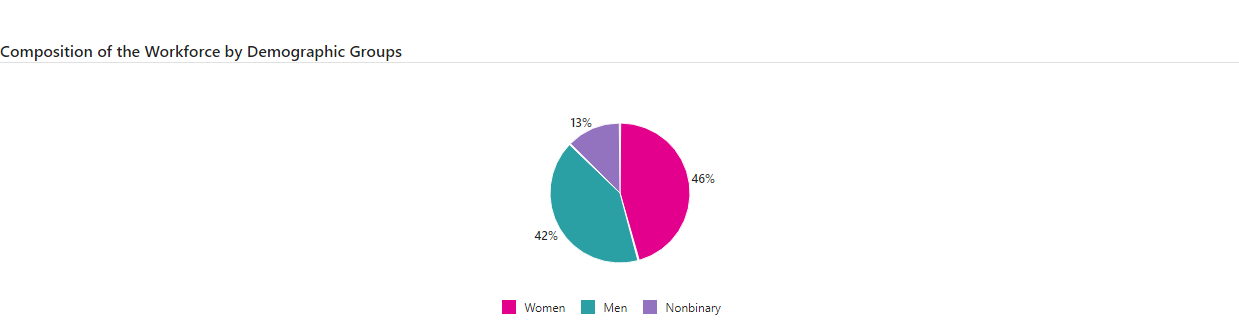 Composition of the Workforce by Demographic Groups
13%
46%
42%
Women Men Nonbinary